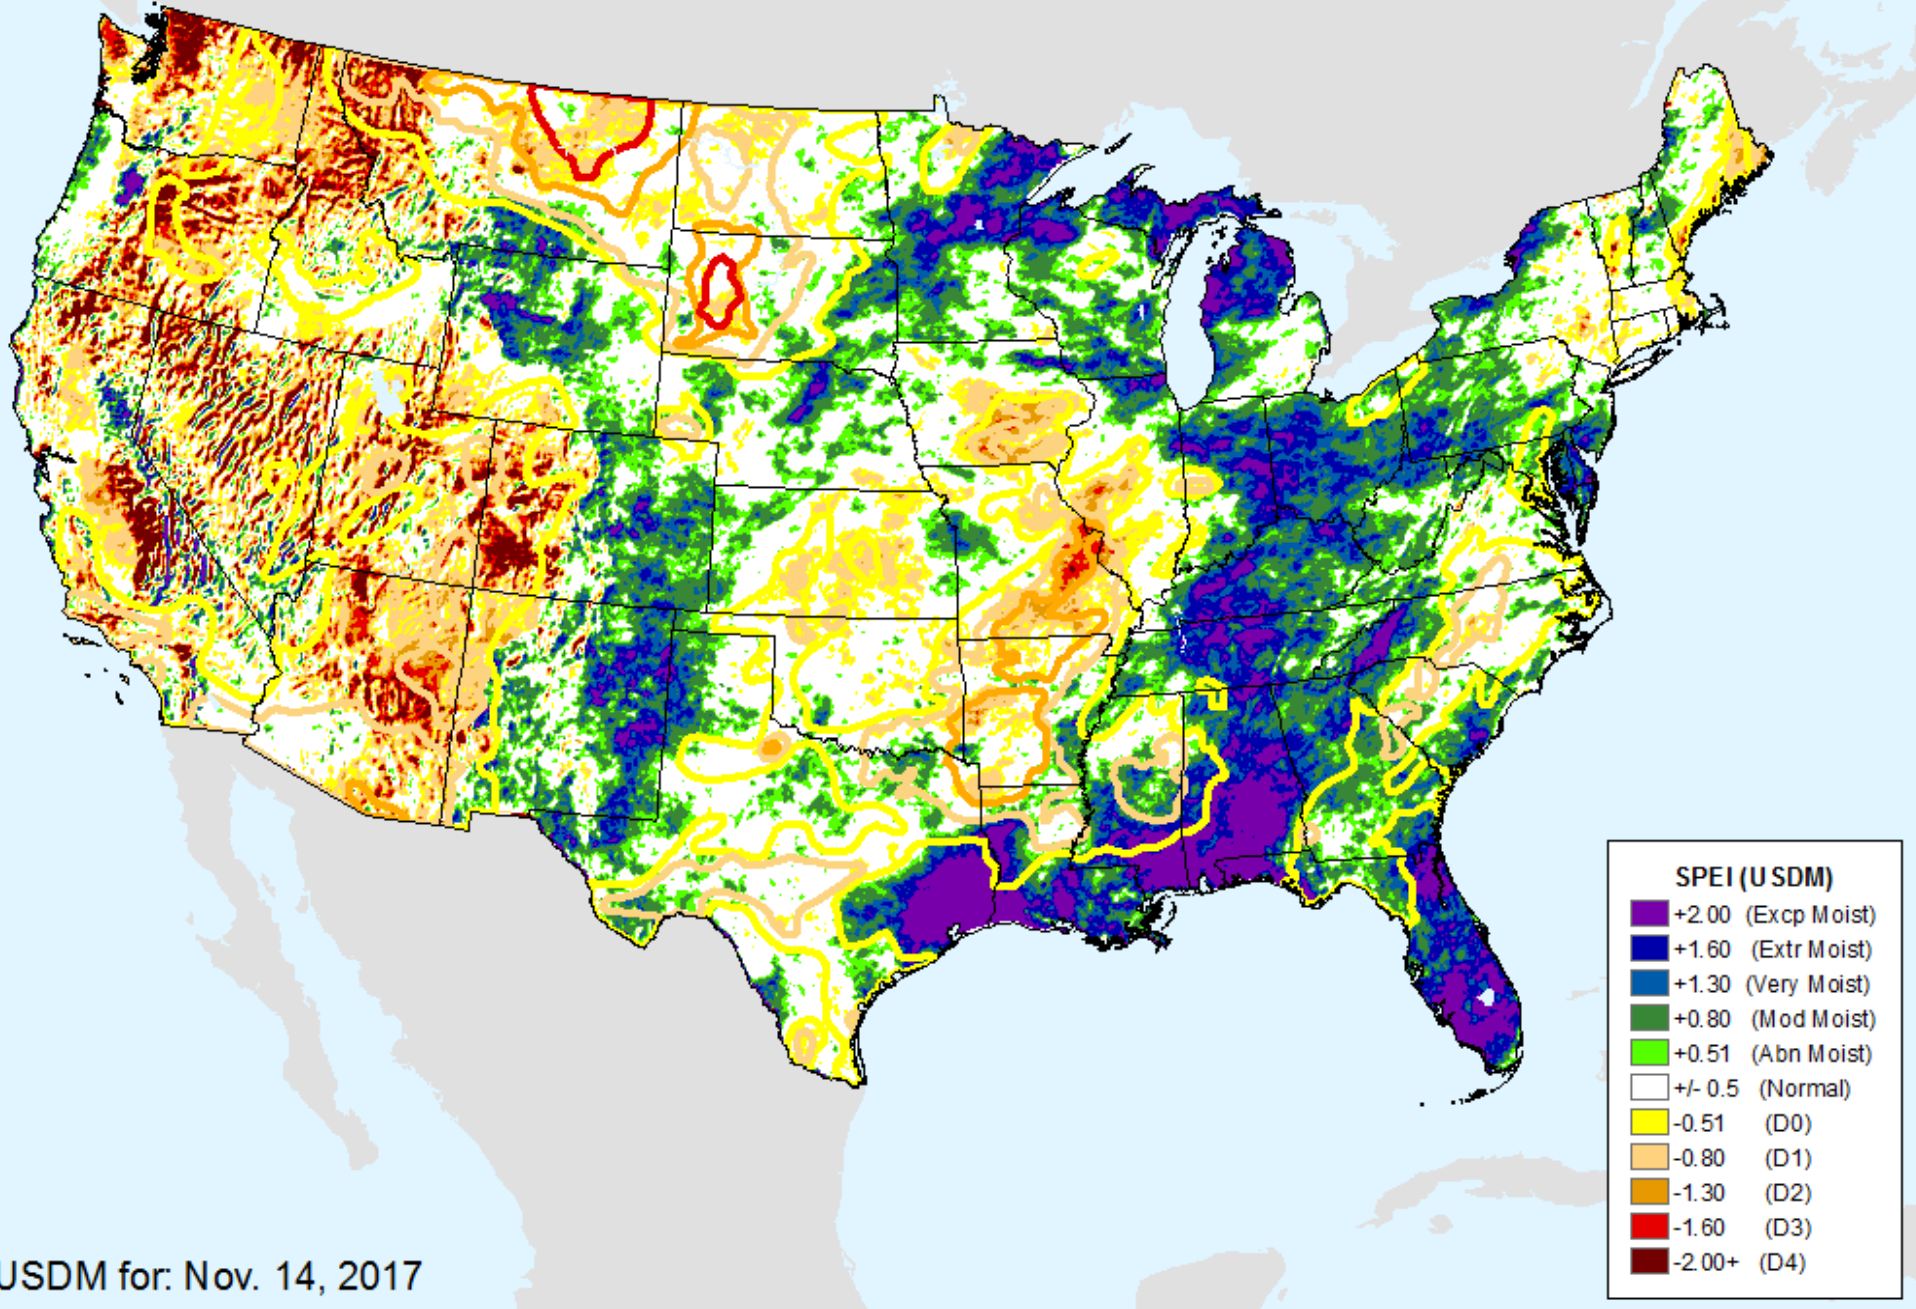 SPEI (USDM)
+2.00 (Excp Moist)
+1.60 (Extr Moist)
+1.30 (Very Moist)
+0.80 (Mod Moist)
+0.51 (Abn Moist)
+/- 0.5 (Normal)
-0.51 (D0)
-0.80 (D1)
-1.30 (D2)
-1.60 (D3)
-2.00+ (D4)
USDM for: Nov. 14, 2017